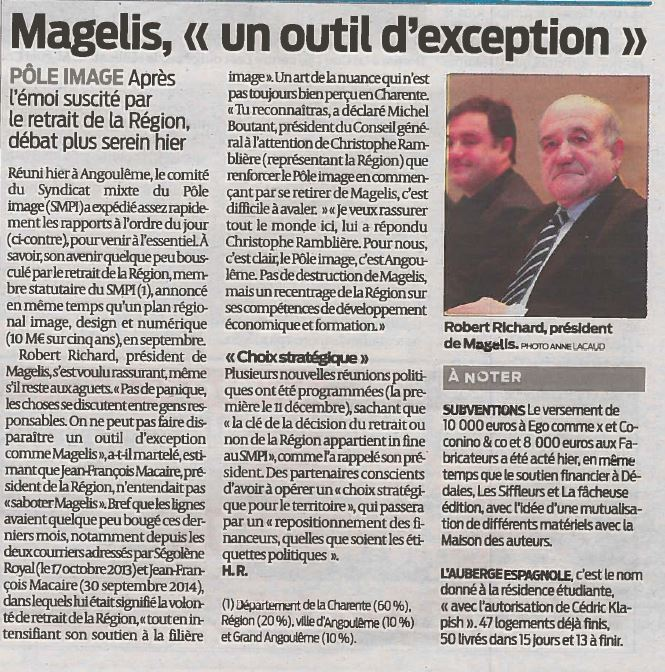 Magelis, « un outil d’exception »
PÔLE IMAGE Après
l’émoi suscité par
le retrait de la Région,
débat plus serein hier
Réuni hier à Angoulême, le comité
du Syndicat mixte du Pôle
image (SMPI) a expédié assez rapide-
ment les rapports à l’ordre du jour
(ci-contre), pour venir à l’essentiel. À
savoir, son avenir quelque peu bous-
culé par le retrait de la Région, mem-
bre statutaire du SMPI (1), annoncé
en même temps qu’un plan régio-
nal image, design et numérique
(10 M€ sur cinq ans), en septembre.
Robert Richard, président de
Magelis, s’est voulu rassurant, même
s’il reste aux aguets. « Pas de panique,
les choses se discutent entre gens res-
ponsables. On ne peut pas faire dis-
paraître un outil d’exception
comme Magelis », a-t-il martelé, esti-
mant que Jean-François Macaire, pré-
sident de la Région, n’entendait pas
« saboter Magelis ». Bref que les lignes
avaient quelque peu bougé ces der-
niers mois, notamment depuis les
deux courriers adressés par Ségolène
Royal (le 17 octobre 2013) et Jean-Fran-
çois Macaire (30 septembre 2014),
dans lesquels lui était signifié la volon-
té de retrait de la Région, « tout en in-
tensifiant son soutien à la filière
image ». Un art de la nuance qui n’est
pas toujours bien perçu en Charente.
« Tu reconnaîtras, a déclaré Michel
Boutant, président du Conseil géné-
ral à l’attention de Christophe Ram-
blière (représentant la Région) que
renforcer le Pôle image en commen-
çant par se retirer de Magelis, c’est
difficile à avaler. » « Je veux rassurer
tout le monde ici, lui a répondu
Christophe Ramblière. Pour nous,
c’est clair, le Pôle image, c’est Angou-
lême. Pas de destruction de Magelis,
mais un recentrage de la Région sur
ses compétences de développement
économique et formation. »
« Choix stratégique »
Plusieurs nouvelles réunions politi-
ques ont été programmées (la pre-
mière le 11 décembre), sachant que
« la clé de la décision du retrait ou
non de la Région appartient in fine
au SMPI », comme l’a rappelé son pré-
sident. Des partenaires conscients
d’avoir à opérer un « choix stratégi-
que pour le territoire », qui passera
par un « repositionnement des fi-
nanceurs, quelles que soient les éti-
quettes politiques ».
H. R.
(1) Département de la Charente (60 %),
Région (20 %), ville d’Angoulême (10 %)
et Grand Angoulême (10 %).
Robert Richard, président
de Magelis. PHOTO ANNE LACAUD
À NOTER
SUBVENTIONS Le versement de
10 000 euros à Ego comme x et Co-
conino & co et 8 000 euros aux Fa-
bricateurs a été acté hier, en même
temps que le soutien financier à Dé-
dales, Les Siffleurs et La fâcheuse
édition, avec l’idée d’une mutualisa-
tion de différents matériels avec la
Maison des auteurs.
L’AUBERGE ESPAGNOLE, c’est le nom
donné à la résidence étudiante,
« avec l’autorisation de Cédric Kla-
pish ». 47 logements déjà finis,
50 livrés dans 15 jours et 13 à finir.